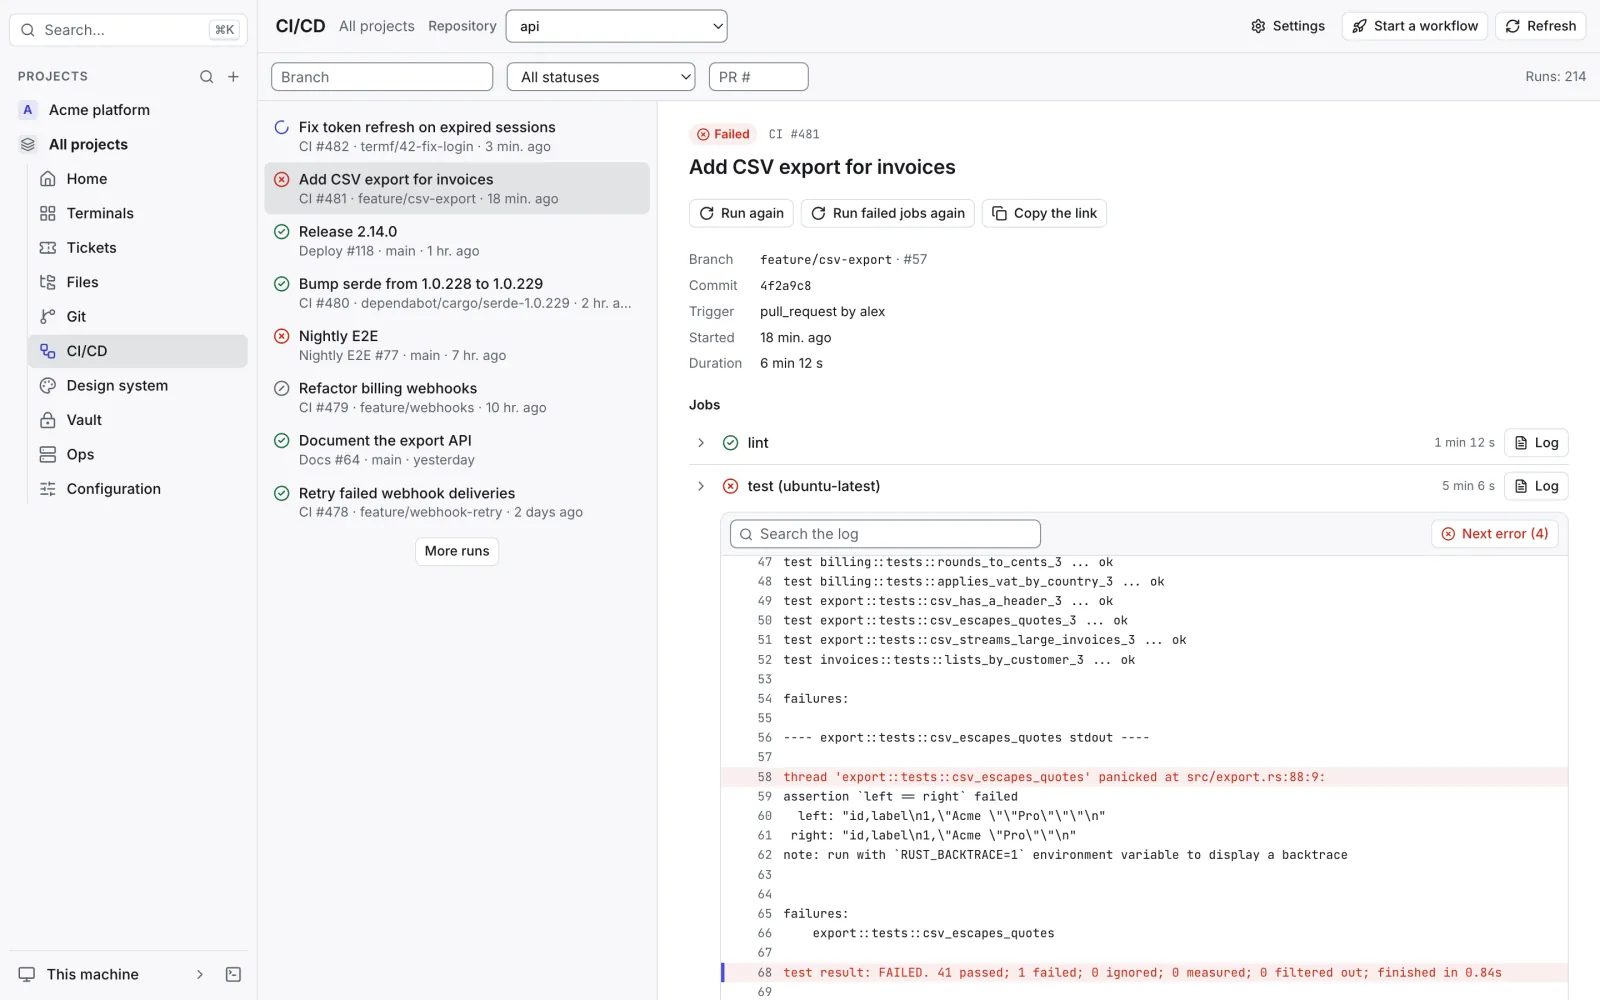 Search...
⌘K
PROJECTS
A
Acme platform
All projects
Home
Terminals
Tickets
Files
Git
CI/CD
Design system
Vault
Ops
Configuration
This machine
CI/CD
All projects
Repository
api
Settings
Start a workflow
Refresh
Branch
All statuses
PR #
Runs: 214
Fix token refresh on expired sessions
CI #482 · termf/42-fix-login · 3 min. ago
Add CSV export for invoices
CI #481 · feature/csv-export · 18 min. ago
Release 2.14.0
Deploy #118 · main · 1 hr. ago
Bump serde from 1.0.228 to 1.0.229
CI #480 · dependabot/cargo/serde-1.0.229 · 2 hr. a...
Nightly E2E
Nightly E2E #77 · main · 7 hr. ago
Refactor billing webhooks
CI #479 · feature/webhooks · 10 hr. ago
Document the export API
Docs #64 · main · yesterday
Retry failed webhook deliveries
CI #478 · feature/webhook-retry · 2 days ago
More runs
Failed CI #481
Add CSV export for invoices
Run again
Run failed jobs again
Copy the link
Branch feature/csv-export · #57
Commit 4f2a9c8
Trigger pull_request by alex
Started 18 min. ago
Duration 6 min 12 s
Jobs
lint 1 min 12 s Log
test (ubuntu-latest) 5 min 6 s Log
Search the log
Next error (4)
47 test billing::tests::rounds_to_cents_3 ... ok
48 test billing::tests::applies_vat_by_country_3 ... ok
49 test export::tests::csv_has_a_header_3 ... ok
50 test export::tests::csv_escapes_quotes_3 ... ok
51 test export::tests::csv_streams_large_invoices_3 ... ok
52 test invoices::tests::lists_by_customer_3 ... ok
53
54 failures:
55
56 ---- export::tests::csv_escapes_quotes stdout ----
57
58 thread 'export::tests::csv_escapes_quotes' panicked at src/export.rs:88:9:
59 assertion `left == right` failed
60 left: "id,label\n1,\"Acme \"\"Pro\"\"\"\n"
61 right: "id,label\n1,\"Acme \"Pro\"\"\n"
62 note: run with `RUST_BACKTRACE=1` environment variable to display a backtrace
63
64
65 failures:
66 export::tests::csv_escapes_quotes
67
68 test result: FAILED. 41 passed; 1 failed; 0 ignored; 0 measured; 0 filtered out; finished in 0.84s
69